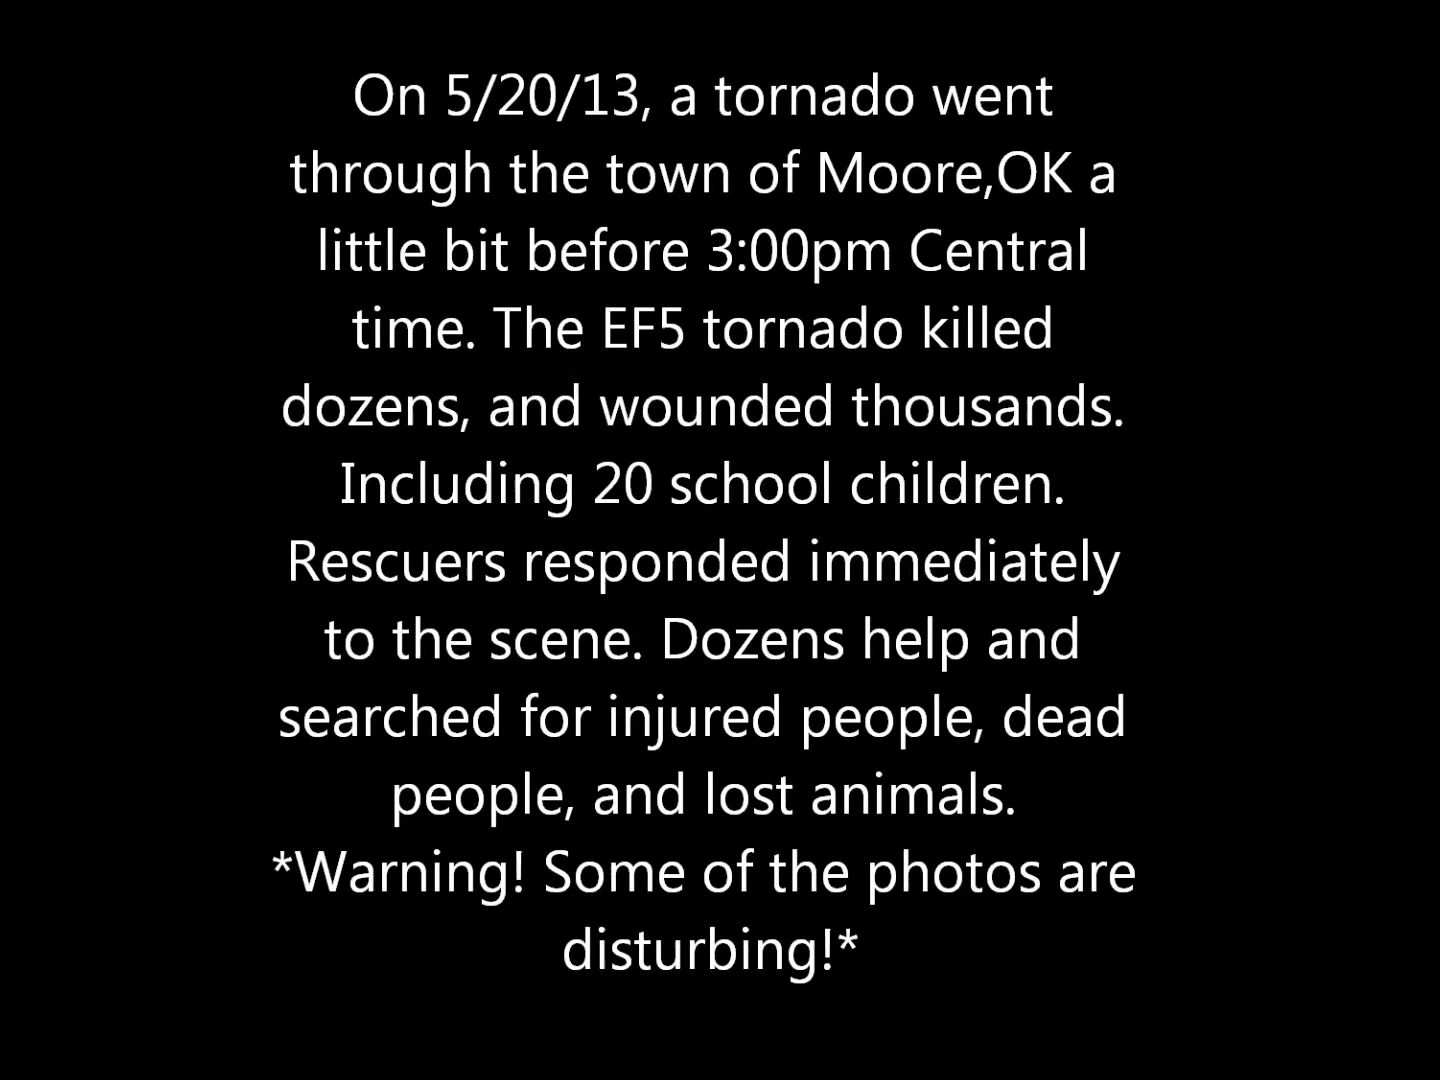 On 5/20/13, a tornado went
through the town of Moore,OK a
little bit before 3:00pm Central
time. The EF5 tornado killed
dozens, and wounded thousands.
Including 20 school children.
Rescuers responded immediately
to the scene. Dozens help and
searched for injured people, dead
people, and lost animals.
*Warning! Some of the photos are
disturbing!*